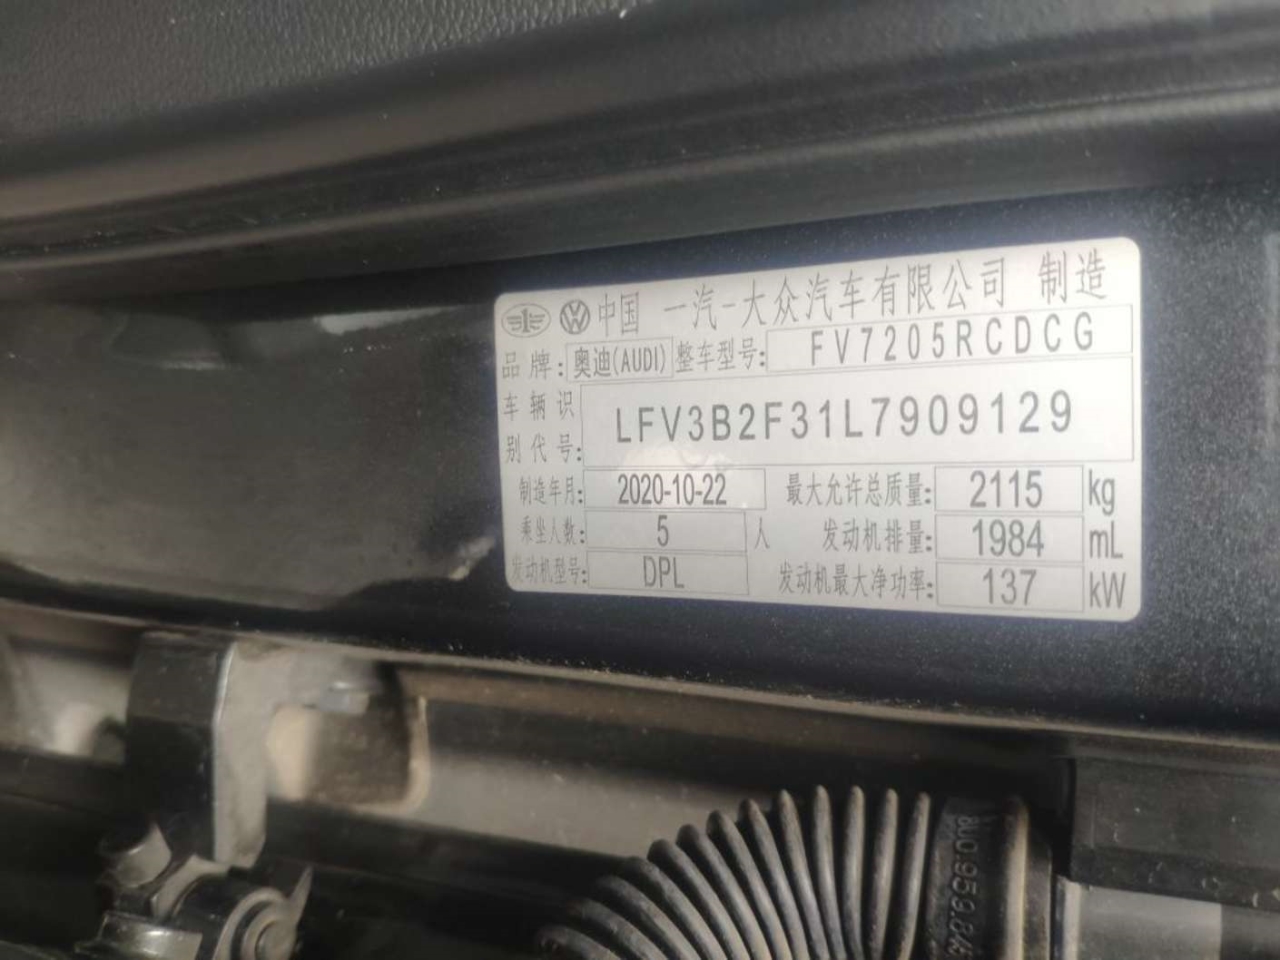 中国 一汽-大众汽车有限公司 制造
品牌: 奥迪(AUDI) 整车型号: FV7205RCDCG
车辆识别代号: LFV3B2F31L7909129
制造年月: 2020-10-22 最大允许总质量: 2115 kg
乘坐人数: 5 人 发动机排量: 1984 mL
发动机型号: DPL 发动机最大净功率: 137 kW